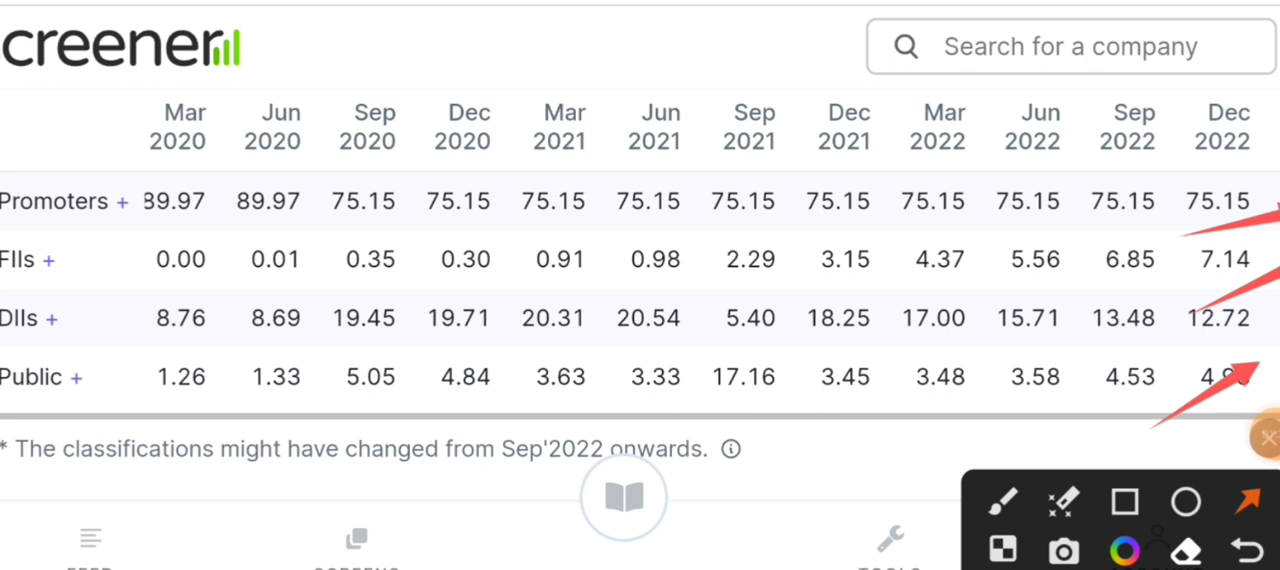 creener
Search for a company
Mar 2020 Jun 2020 Sep 2020 Dec 2020 Mar 2021 Jun 2021 Sep 2021 Dec 2021 Mar 2022 Jun 2022 Sep 2022 Dec 2022
Promoters + 89.97 89.97 75.15 75.15 75.15 75.15 75.15 75.15 75.15 75.15 75.15 75.15
FIIs + 0.00 0.01 0.35 0.30 0.91 0.98 2.29 3.15 4.37 5.56 6.85 7.14
DIIs + 8.76 8.69 19.45 19.71 20.31 20.54 5.40 18.25 17.00 15.71 13.48 12.72
Public + 1.26 1.33 5.05 4.84 3.63 3.33 17.16 3.45 3.48 3.58 4.53
* The classifications might have changed from Sep'2022 onwards.
FEED SCREENS TOOLS